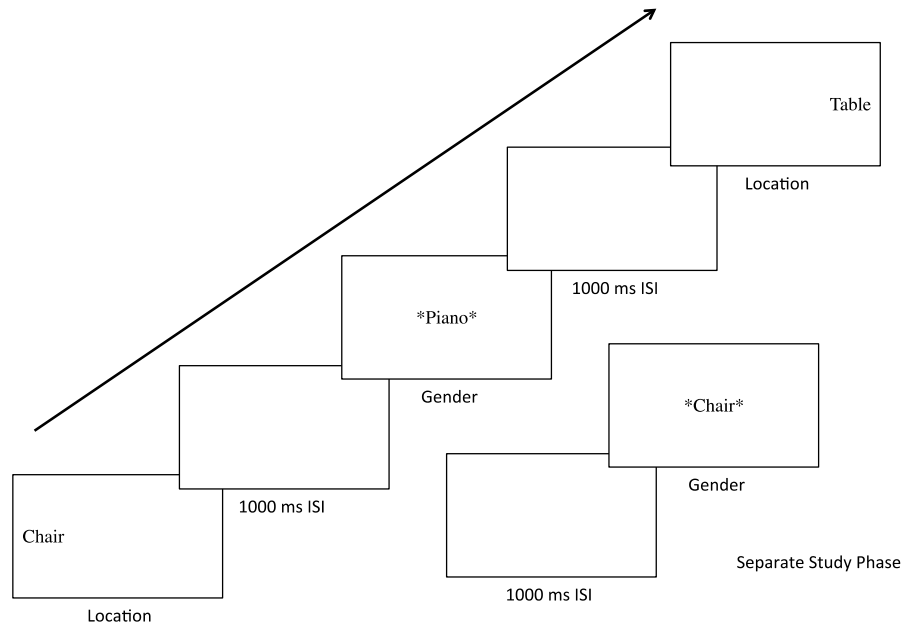 Table
Location
1000 ms ISI
*Piano*
Gender
*Chair*
Gender
1000 ms ISI
Chair
Location
Separate Study Phase
1000 ms ISI